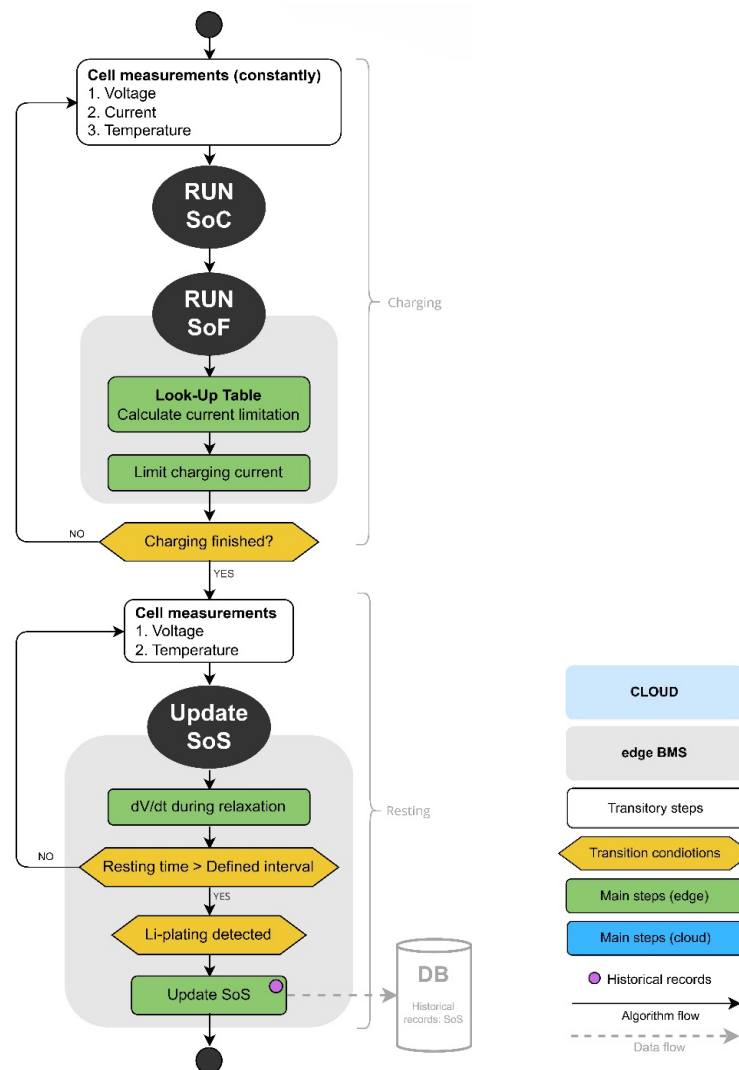 Cell measurements (constantly)
1. Voltage
2. Current
3. Temperature
RUN
SoC
RUN
SoF
Charging
Look-Up Table
Calculate current limitation
Limit charging current
NO
Charging finished?
YES
Cell measurements
1. Voltage
2. Temperature
Update
SoS
dV/dt during relaxation
Resting
NO
Resting time > Defined interval
YES
Li-plating detected
Update SoS
DB
Historical
records: SoS
CLOUD
edge BMS
Transitory steps
Transition condiotions
Main steps (edge)
Main steps (cloud)
Historical records
Algorithm flow
Data flow